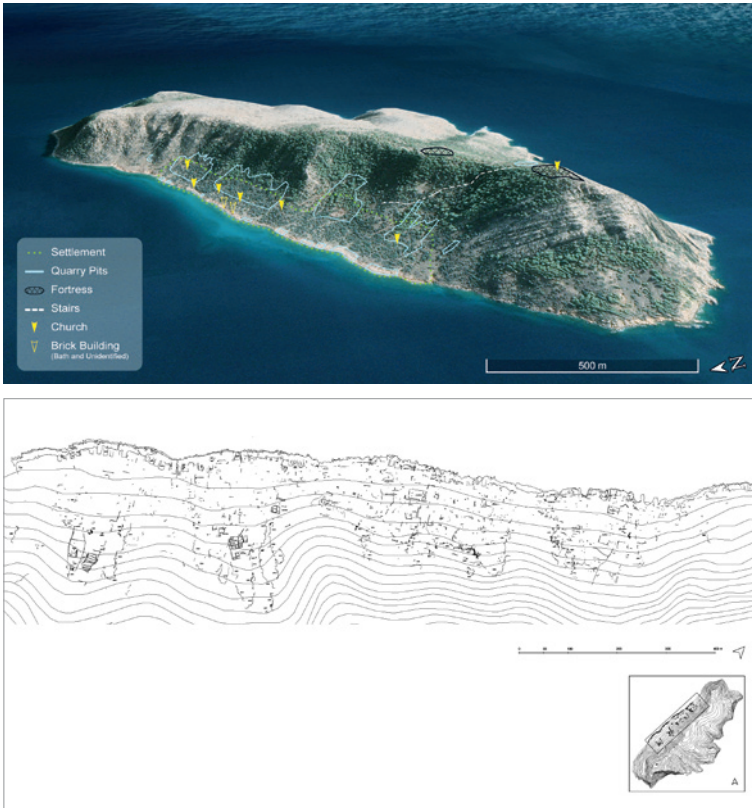 Settlement
Quarry Pits
Fortress
Stairs
Church
Brick Building
(Bath and Unidentified)
500 m
N
A